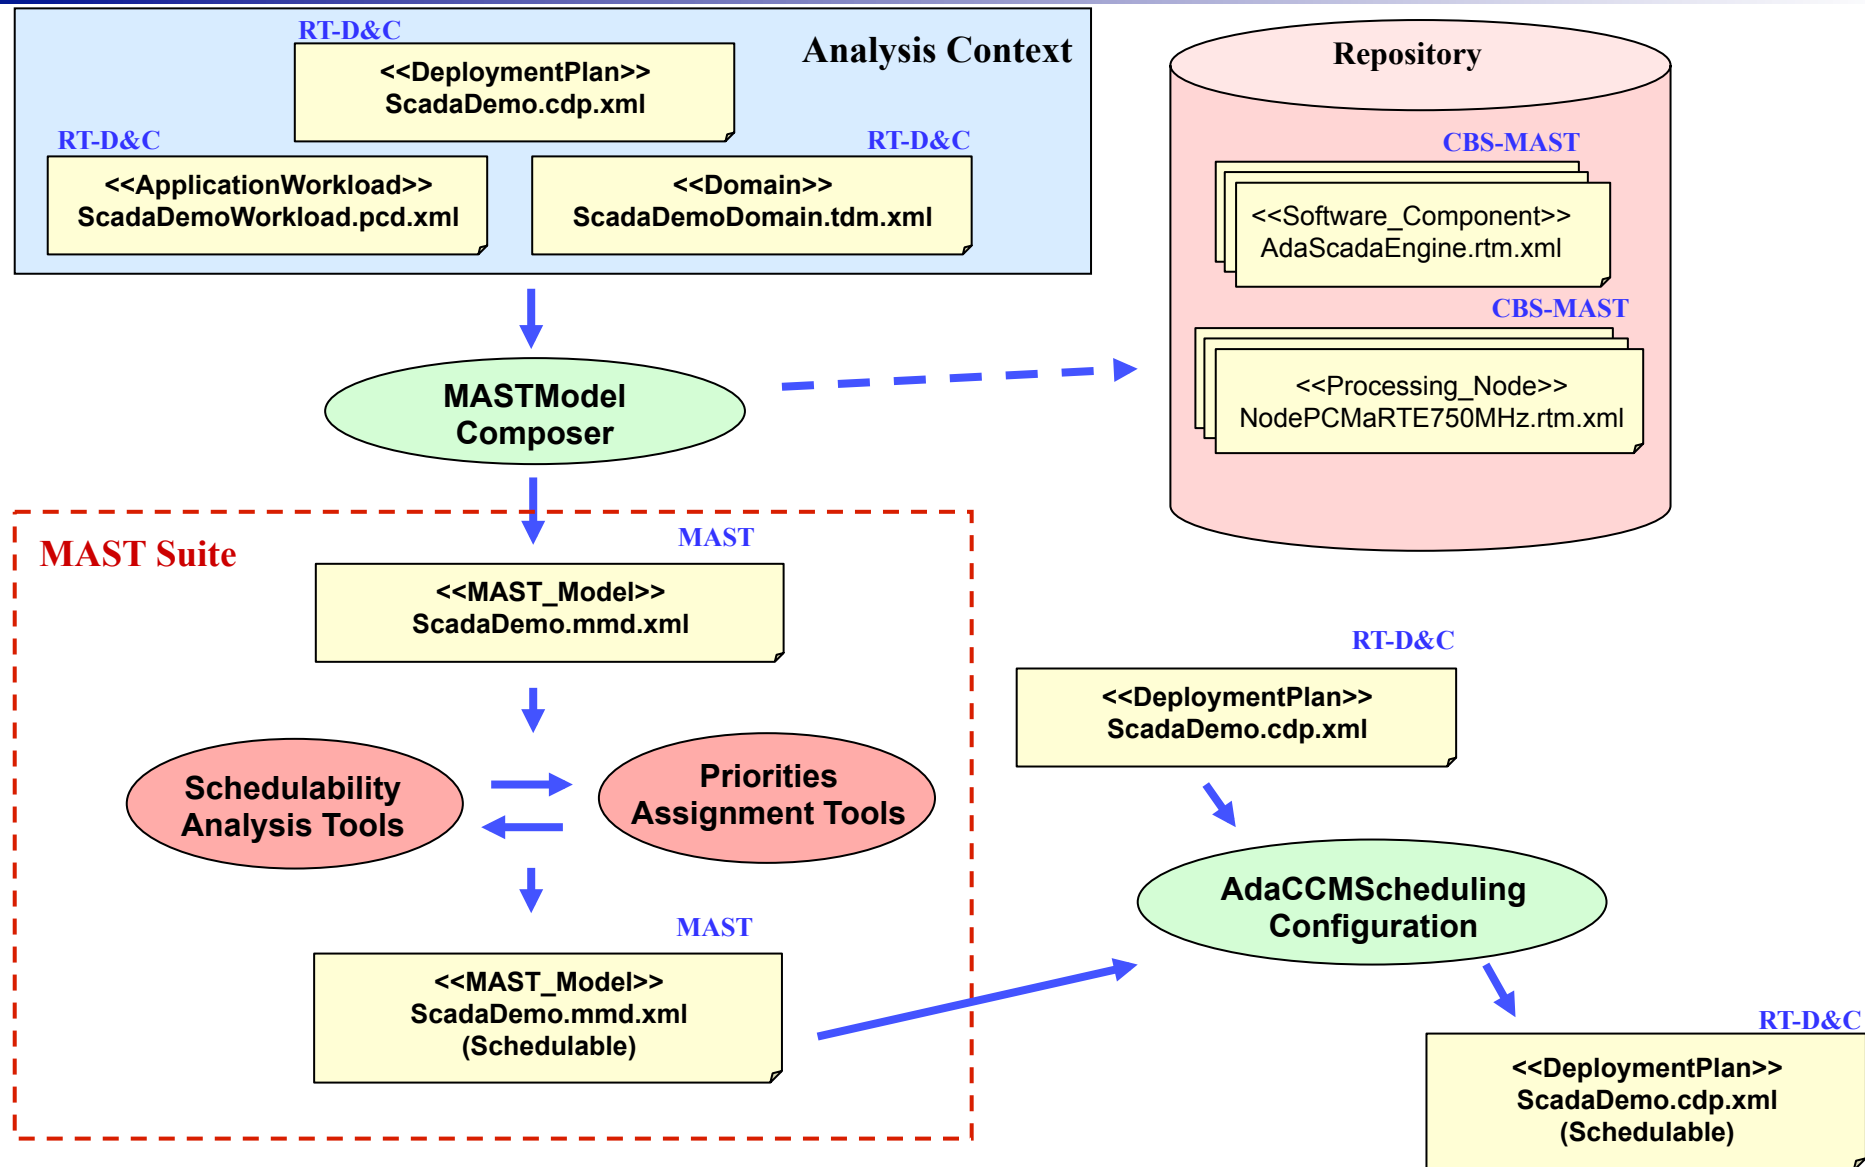 RT-D&C
Analysis Context
<<DeploymentPlan>>
ScadaDemo.cdp.xml
RT-D&C
<<ApplicationWorkload>>
ScadaDemoWorkload.pcd.xml
RT-D&C
<<Domain>>
ScadaDemoDomain.tdm.xml
Repository
CBS-MAST
<<Software_Component>>
AdaScadaEngine.rtm.xml
CBS-MAST
<<Processing_Node>>
NodePCMaRTE750MHz.rtm.xml
MASTModel
Composer
MAST Suite
MAST
<<MAST_Model>>
ScadaDemo.mmd.xml
Schedulability
Analysis Tools
Priorities
Assignment Tools
MAST
<<MAST_Model>>
ScadaDemo.mmd.xml
(Schedulable)
RT-D&C
<<DeploymentPlan>>
ScadaDemo.cdp.xml
AdaCCMScheduling
Configuration
RT-D&C
<<DeploymentPlan>>
ScadaDemo.cdp.xml
(Schedulable)